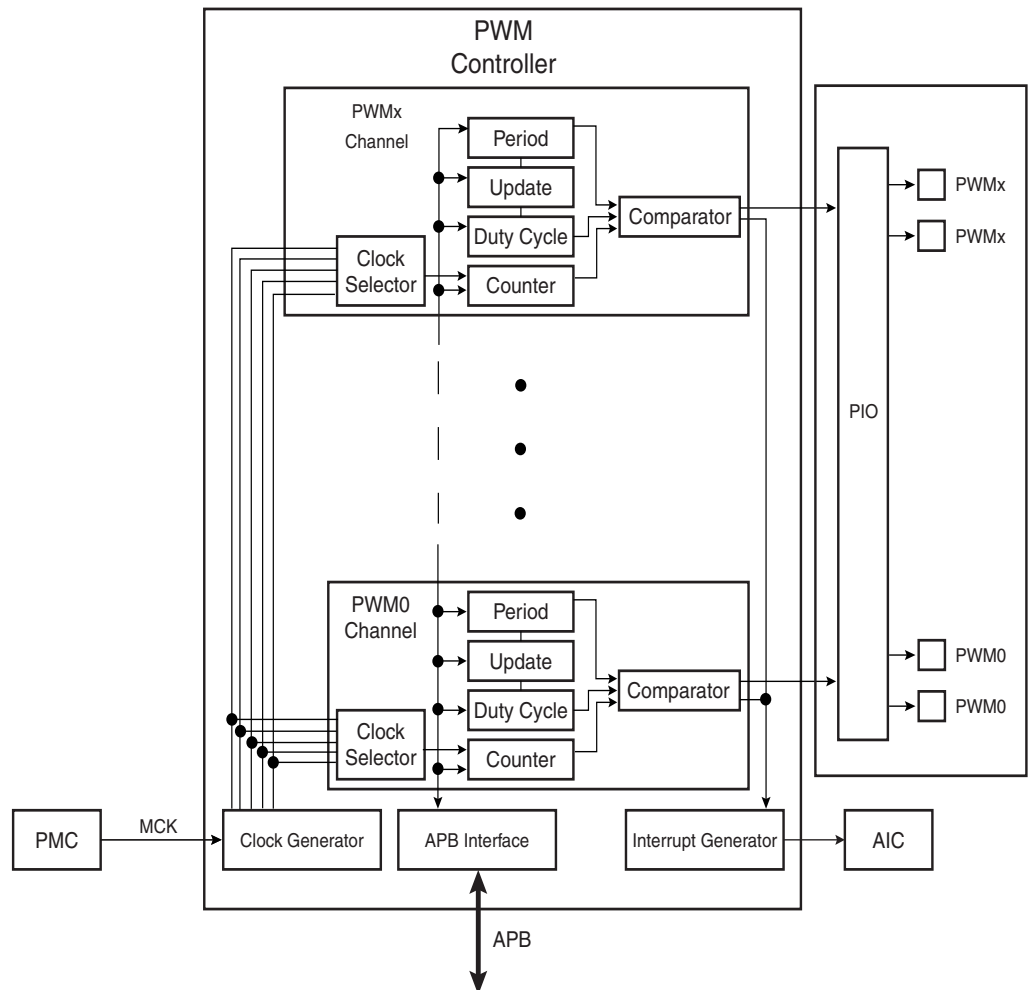 PWM
Controller
PWMx
Channel
Period
Update
Duty Cycle
Counter
Clock
Selector
Comparator
PIO
PWMx
PWMx
PWM0
Channel
Period
Update
Duty Cycle
Counter
Clock
Selector
Comparator
PWM0
PWM0
PMC
MCK
Clock Generator
APB Interface
Interrupt Generator
AIC
APB